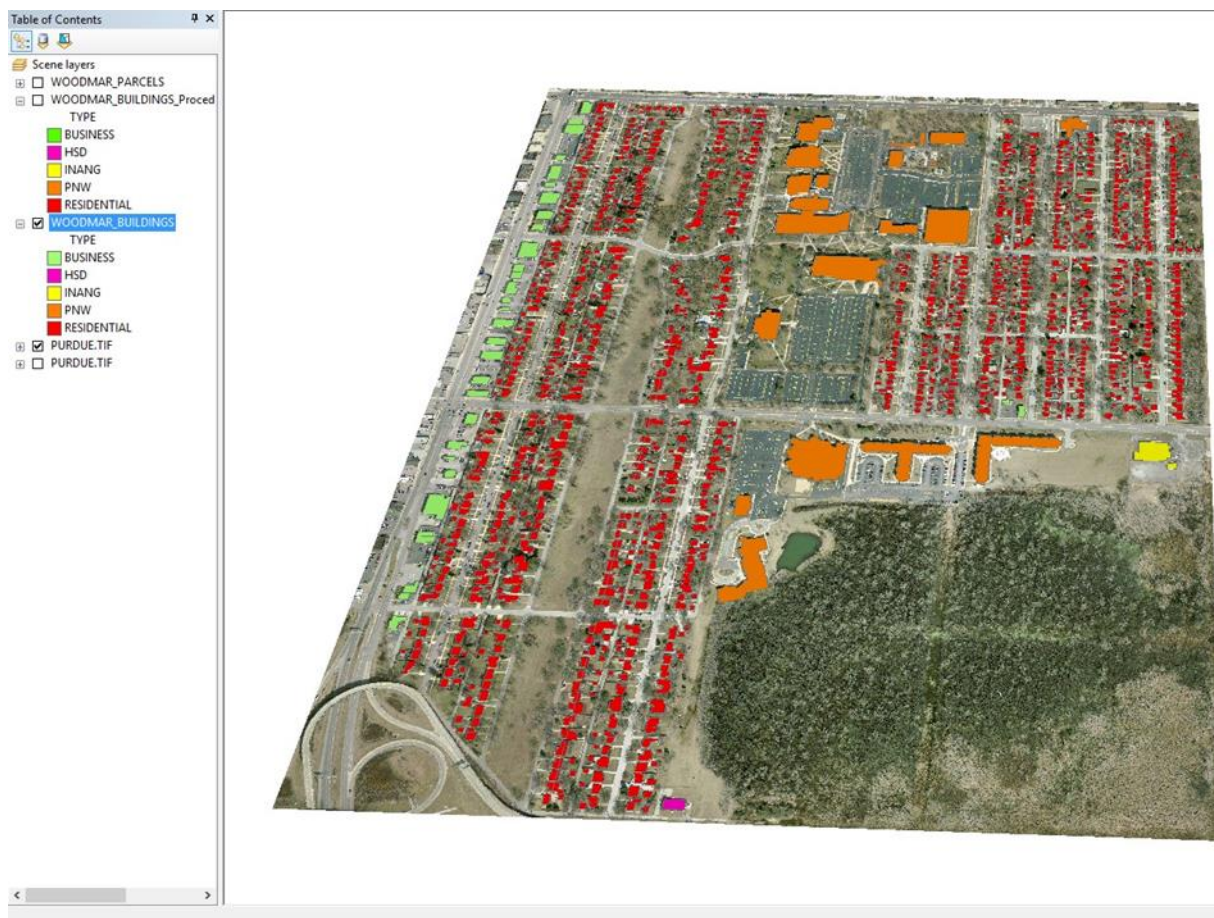 Table of Contents
Scene layers
WOODMAR_PARCELS
WOODMAR_BUILDINGS_Proced
TYPE
BUSINESS
HSD
INANG
PNW
RESIDENTIAL
WOODMAR_BUILDINGS
TYPE
BUSINESS
HSD
INANG
PNW
RESIDENTIAL
PURDUE.TIF
PURDUE.TIF